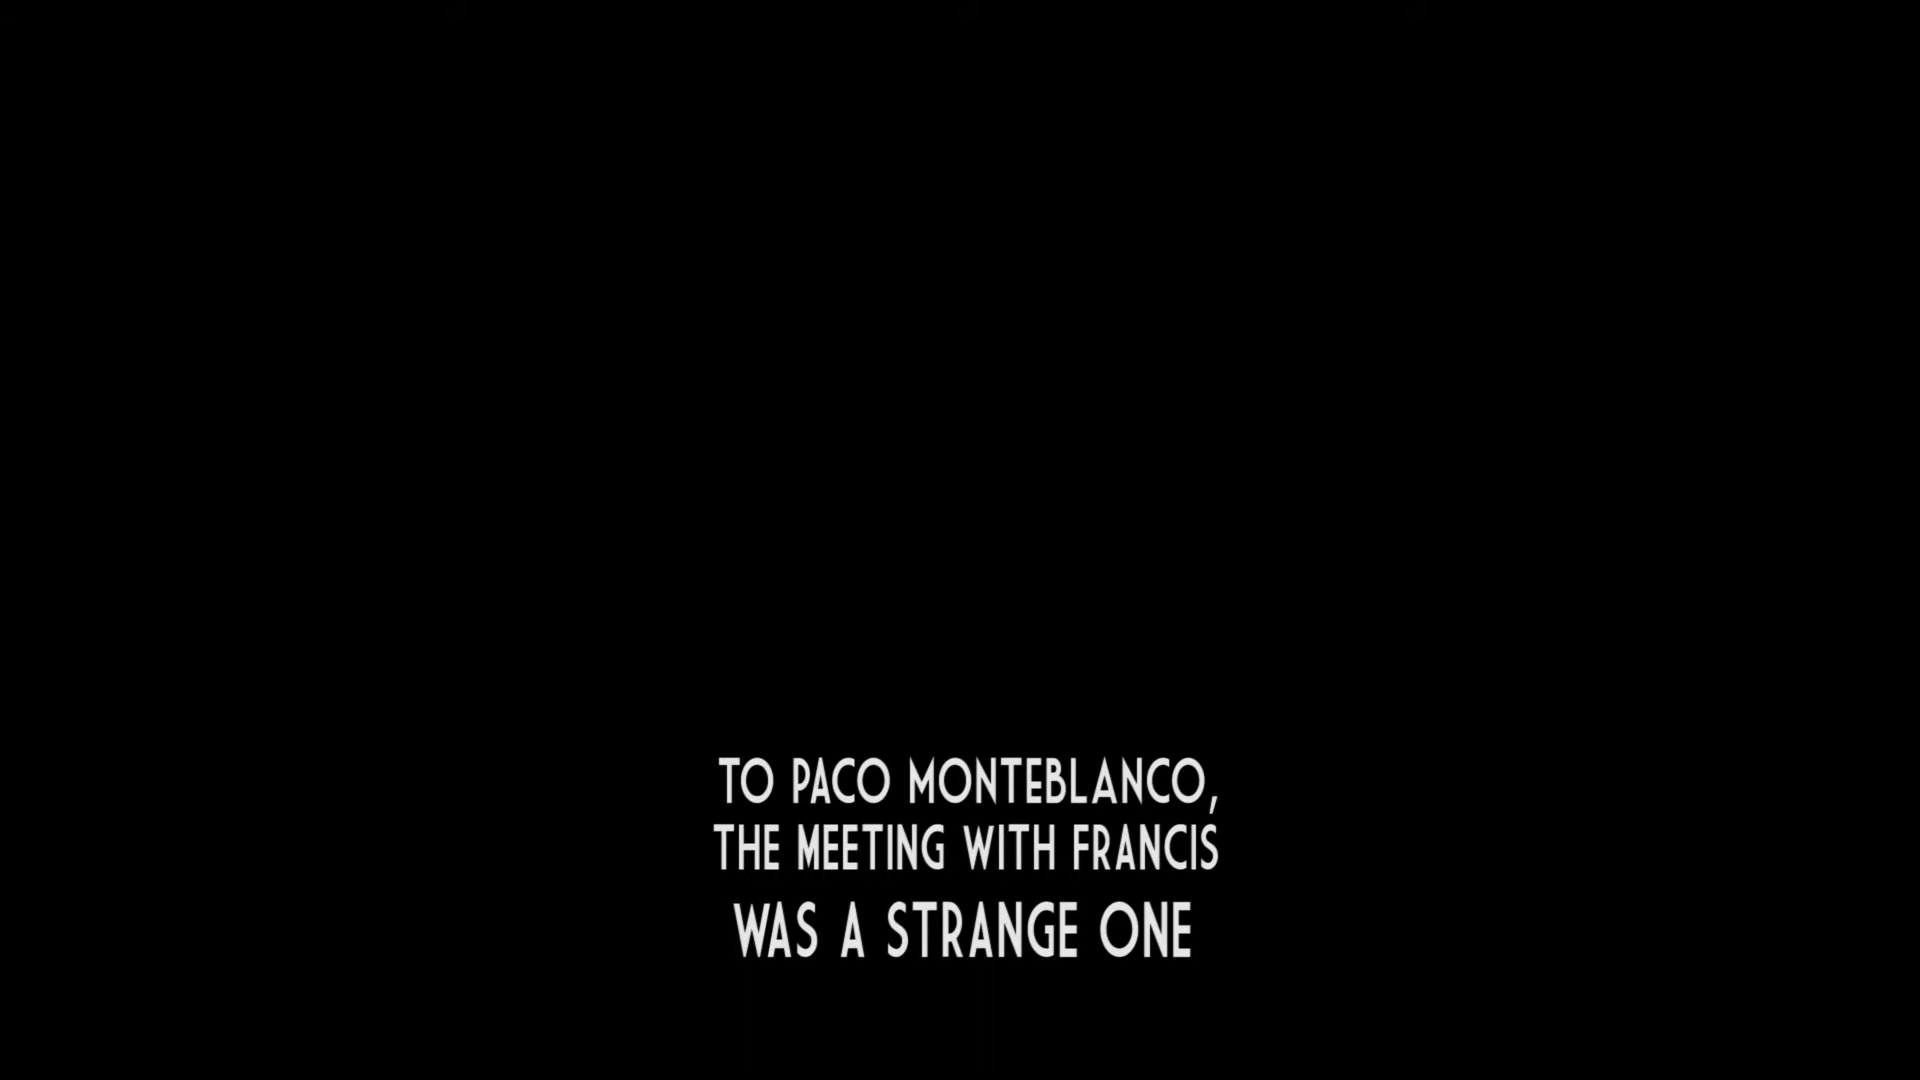 TO PACO MONTEBLANCO,
THE MEETING WITH FRANCIS
WAS A STRANGE ONE